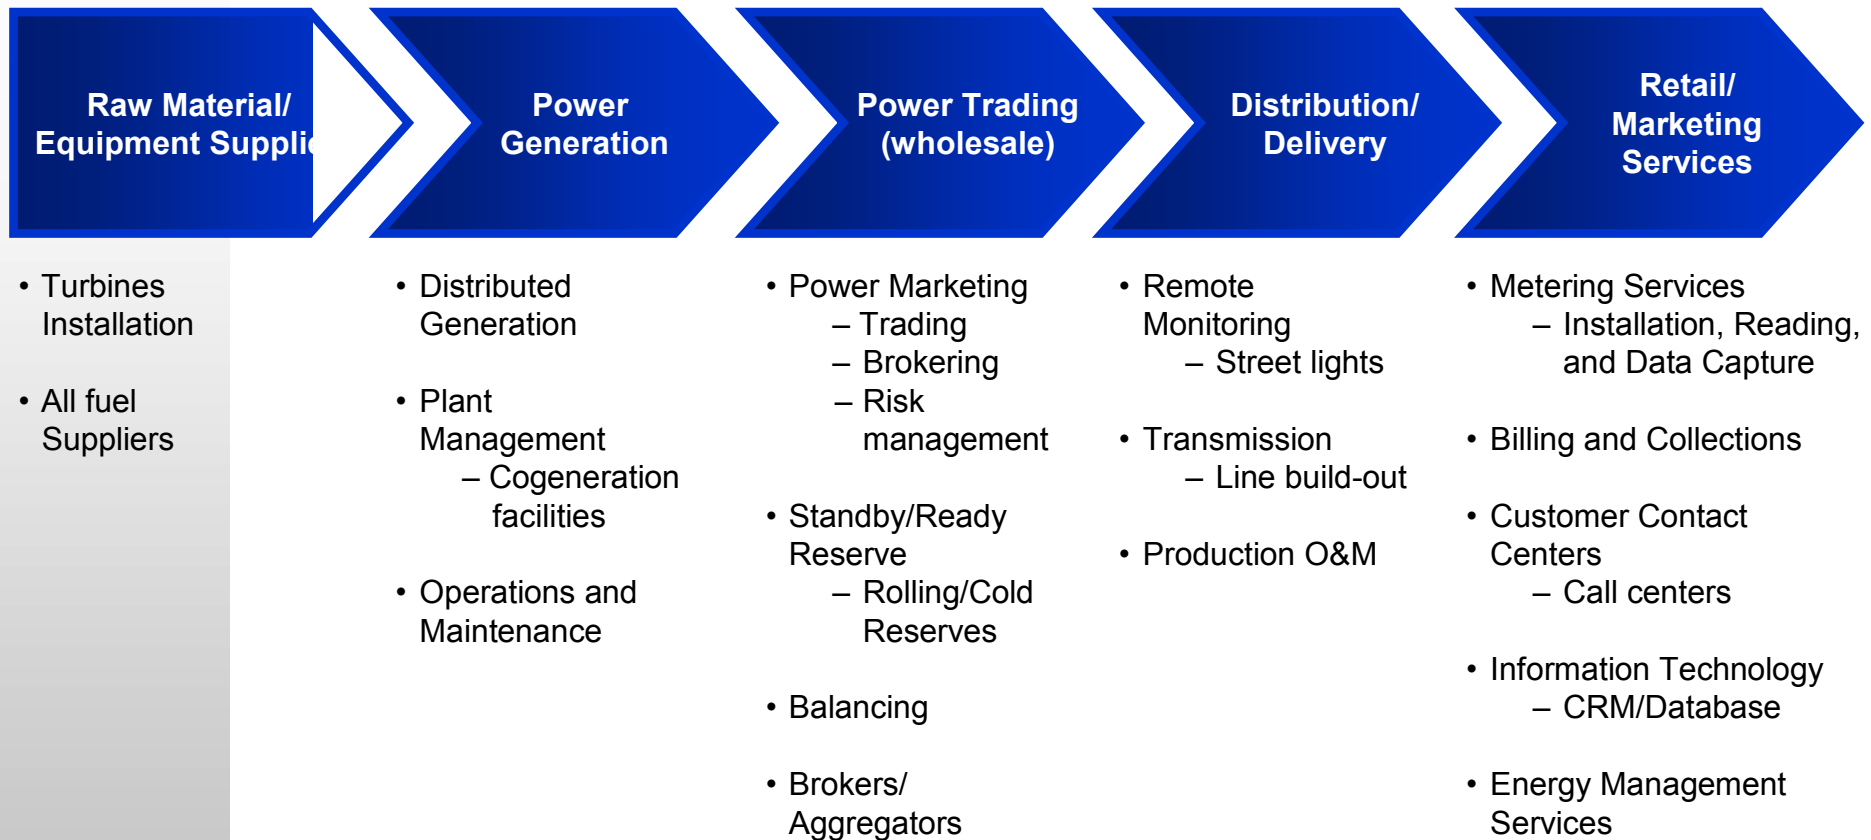 Raw Material/
Equipment Supplie
Power
Generation
Power Trading
(wholesale)
Distribution/
Delivery
Retail/
Marketing
Services
• Turbines
Installation
• All fuel
Suppliers
• Distributed
Generation
• Plant
Management
– Cogeneration
facilities
• Operations and
Maintenance
• Power Marketing
– Trading
– Brokering
– Risk
management
• Standby/Ready
Reserve
– Rolling/Cold
Reserves
• Balancing
• Brokers/
Aggregators
• Remote
Monitoring
– Street lights
• Transmission
– Line build-out
• Production O&M
• Metering Services
– Installation, Reading,
and Data Capture
• Billing and Collections
• Customer Contact
Centers
– Call centers
• Information Technology
– CRM/Database
• Energy Management
Services